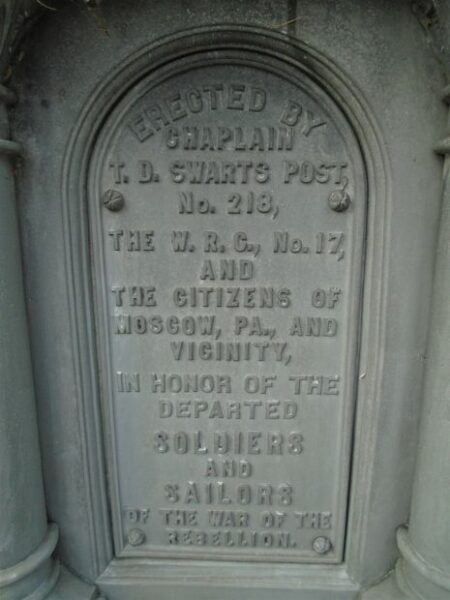 ERECTED BY
CHAPLAIN
T. D. SWARTS POST,
No. 218,
THE W. R. C., No. 17,
AND
THE CITIZENS OF
MOSCOW, PA., AND
VICINITY,
IN HONOR OF THE
DEPARTED
SOLDIERS
AND
SAILORS
OF THE WAR OF THE
REBELLION.